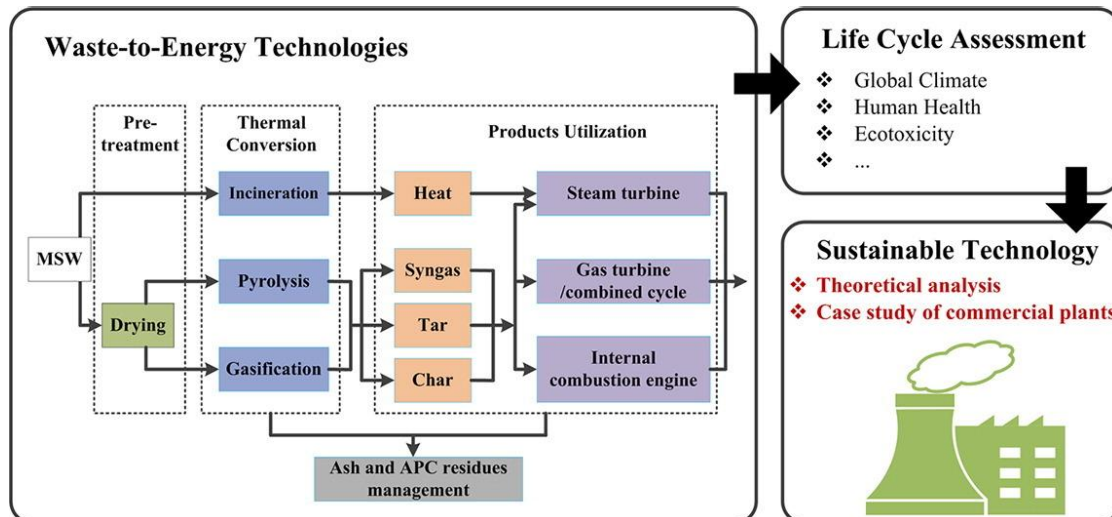 Waste-to-Energy Technologies
Pre-
treatment
Thermal
Conversion
Products Utilization
MSW
Drying
Incineration
Pyrolysis
Gasification
Heat
Syngas
Tar
Char
Steam turbine
Gas turbine
/combined cycle
Internal
combustion engine
Ash and APC residues
management
Life Cycle Assessment
❖ Global Climate
❖ Human Health
❖ Ecotoxicity
❖ ...
Sustainable Technology
❖ Theoretical analysis
❖ Case study of commercial plants